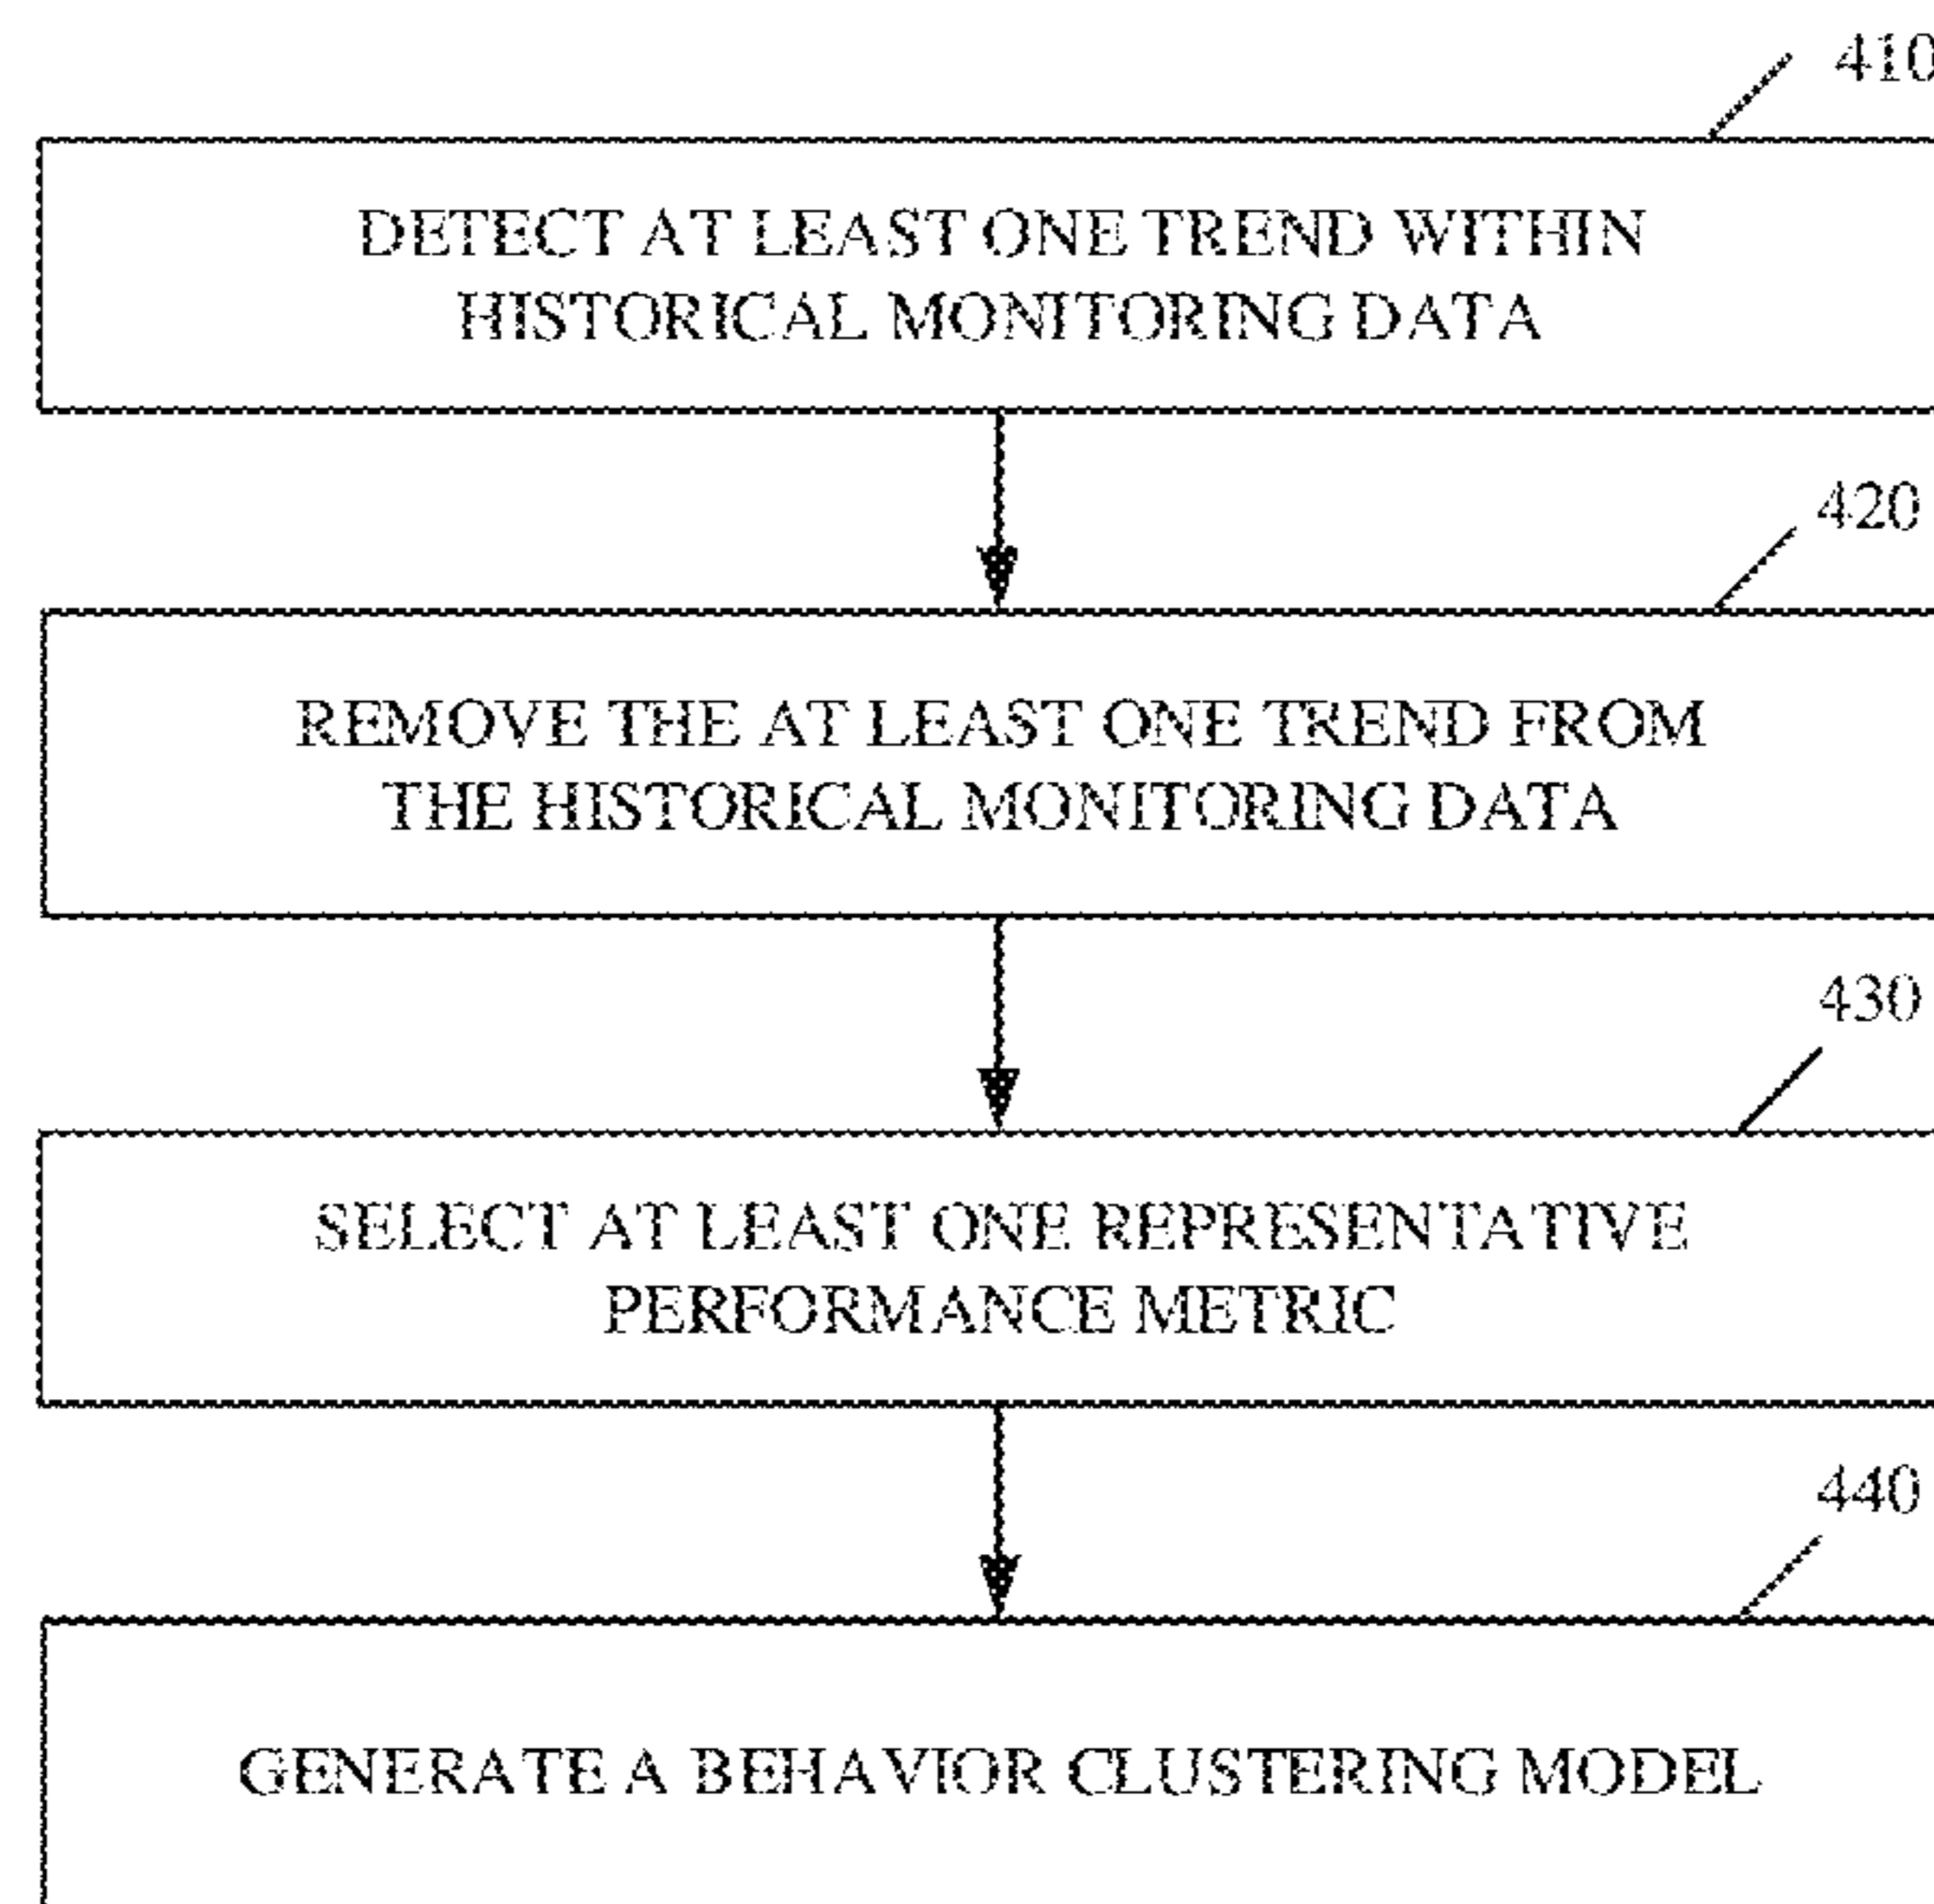 410
DETECT AT LEAST ONE TREND WITHIN
HISTORICAL MONITORING DATA
420
REMOVE THE AT LEAST ONE TREND FROM
THE HISTORICAL MONITORING DATA
430
SELECT AT LEAST ONE REPRESENTATIVE
PERFORMANCE METRIC
440
GENERATE A BEHAVIOR CLUSTERING MODEL